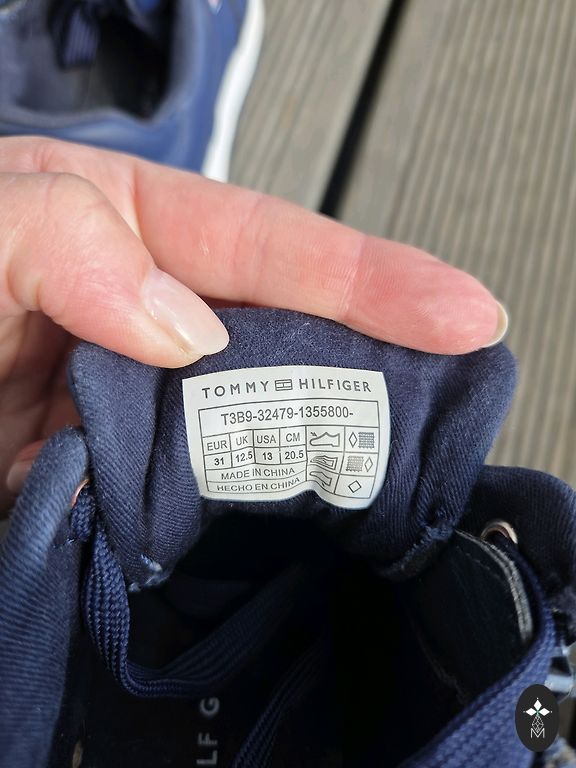 TOMMY HILFIGER
T3B9-32479-1355800-
EUR UK USA CM
31 12.5 13 20.5
MADE IN CHINA
HECHO EN CHINA
LF G
M